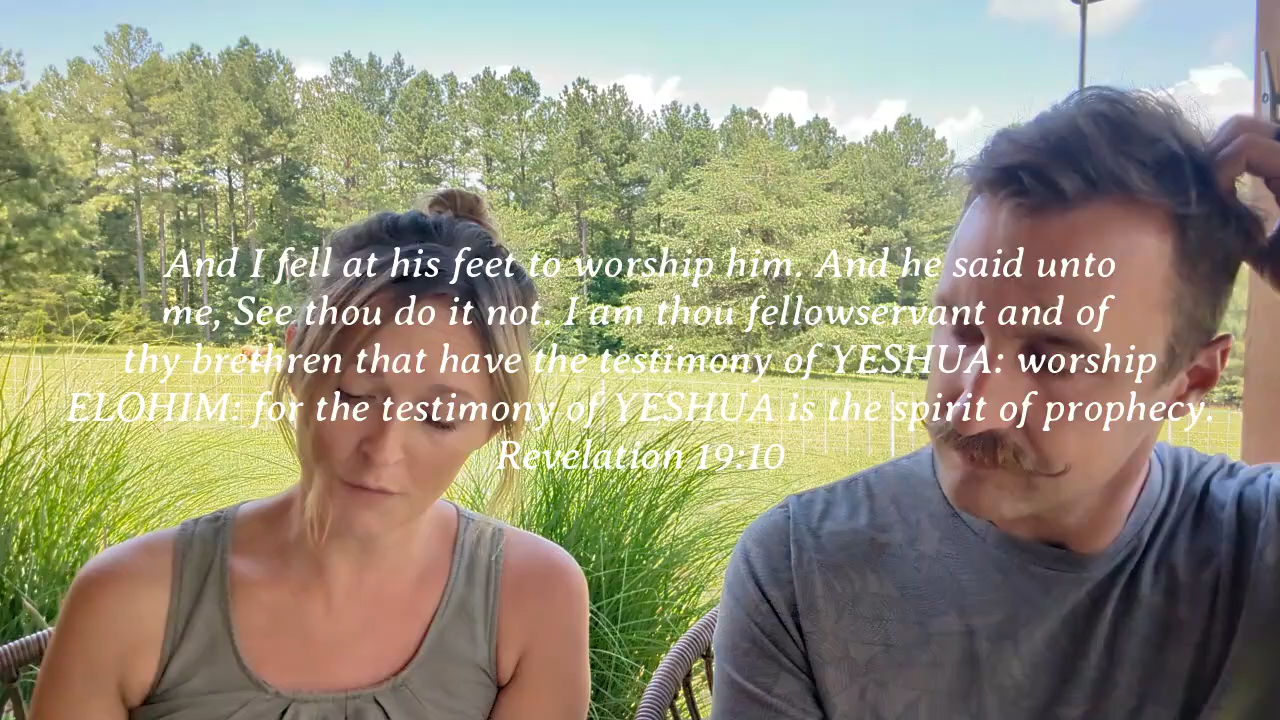 And I fell at his feet to worship him. And he said unto
me, See thou do it not. I am thou fellowservant and of
thy brethren that have the testimony of YESHUA: worship
ELOHIM: for the testimony of YESHUA is the spirit of prophecy.
Revelation 19:10